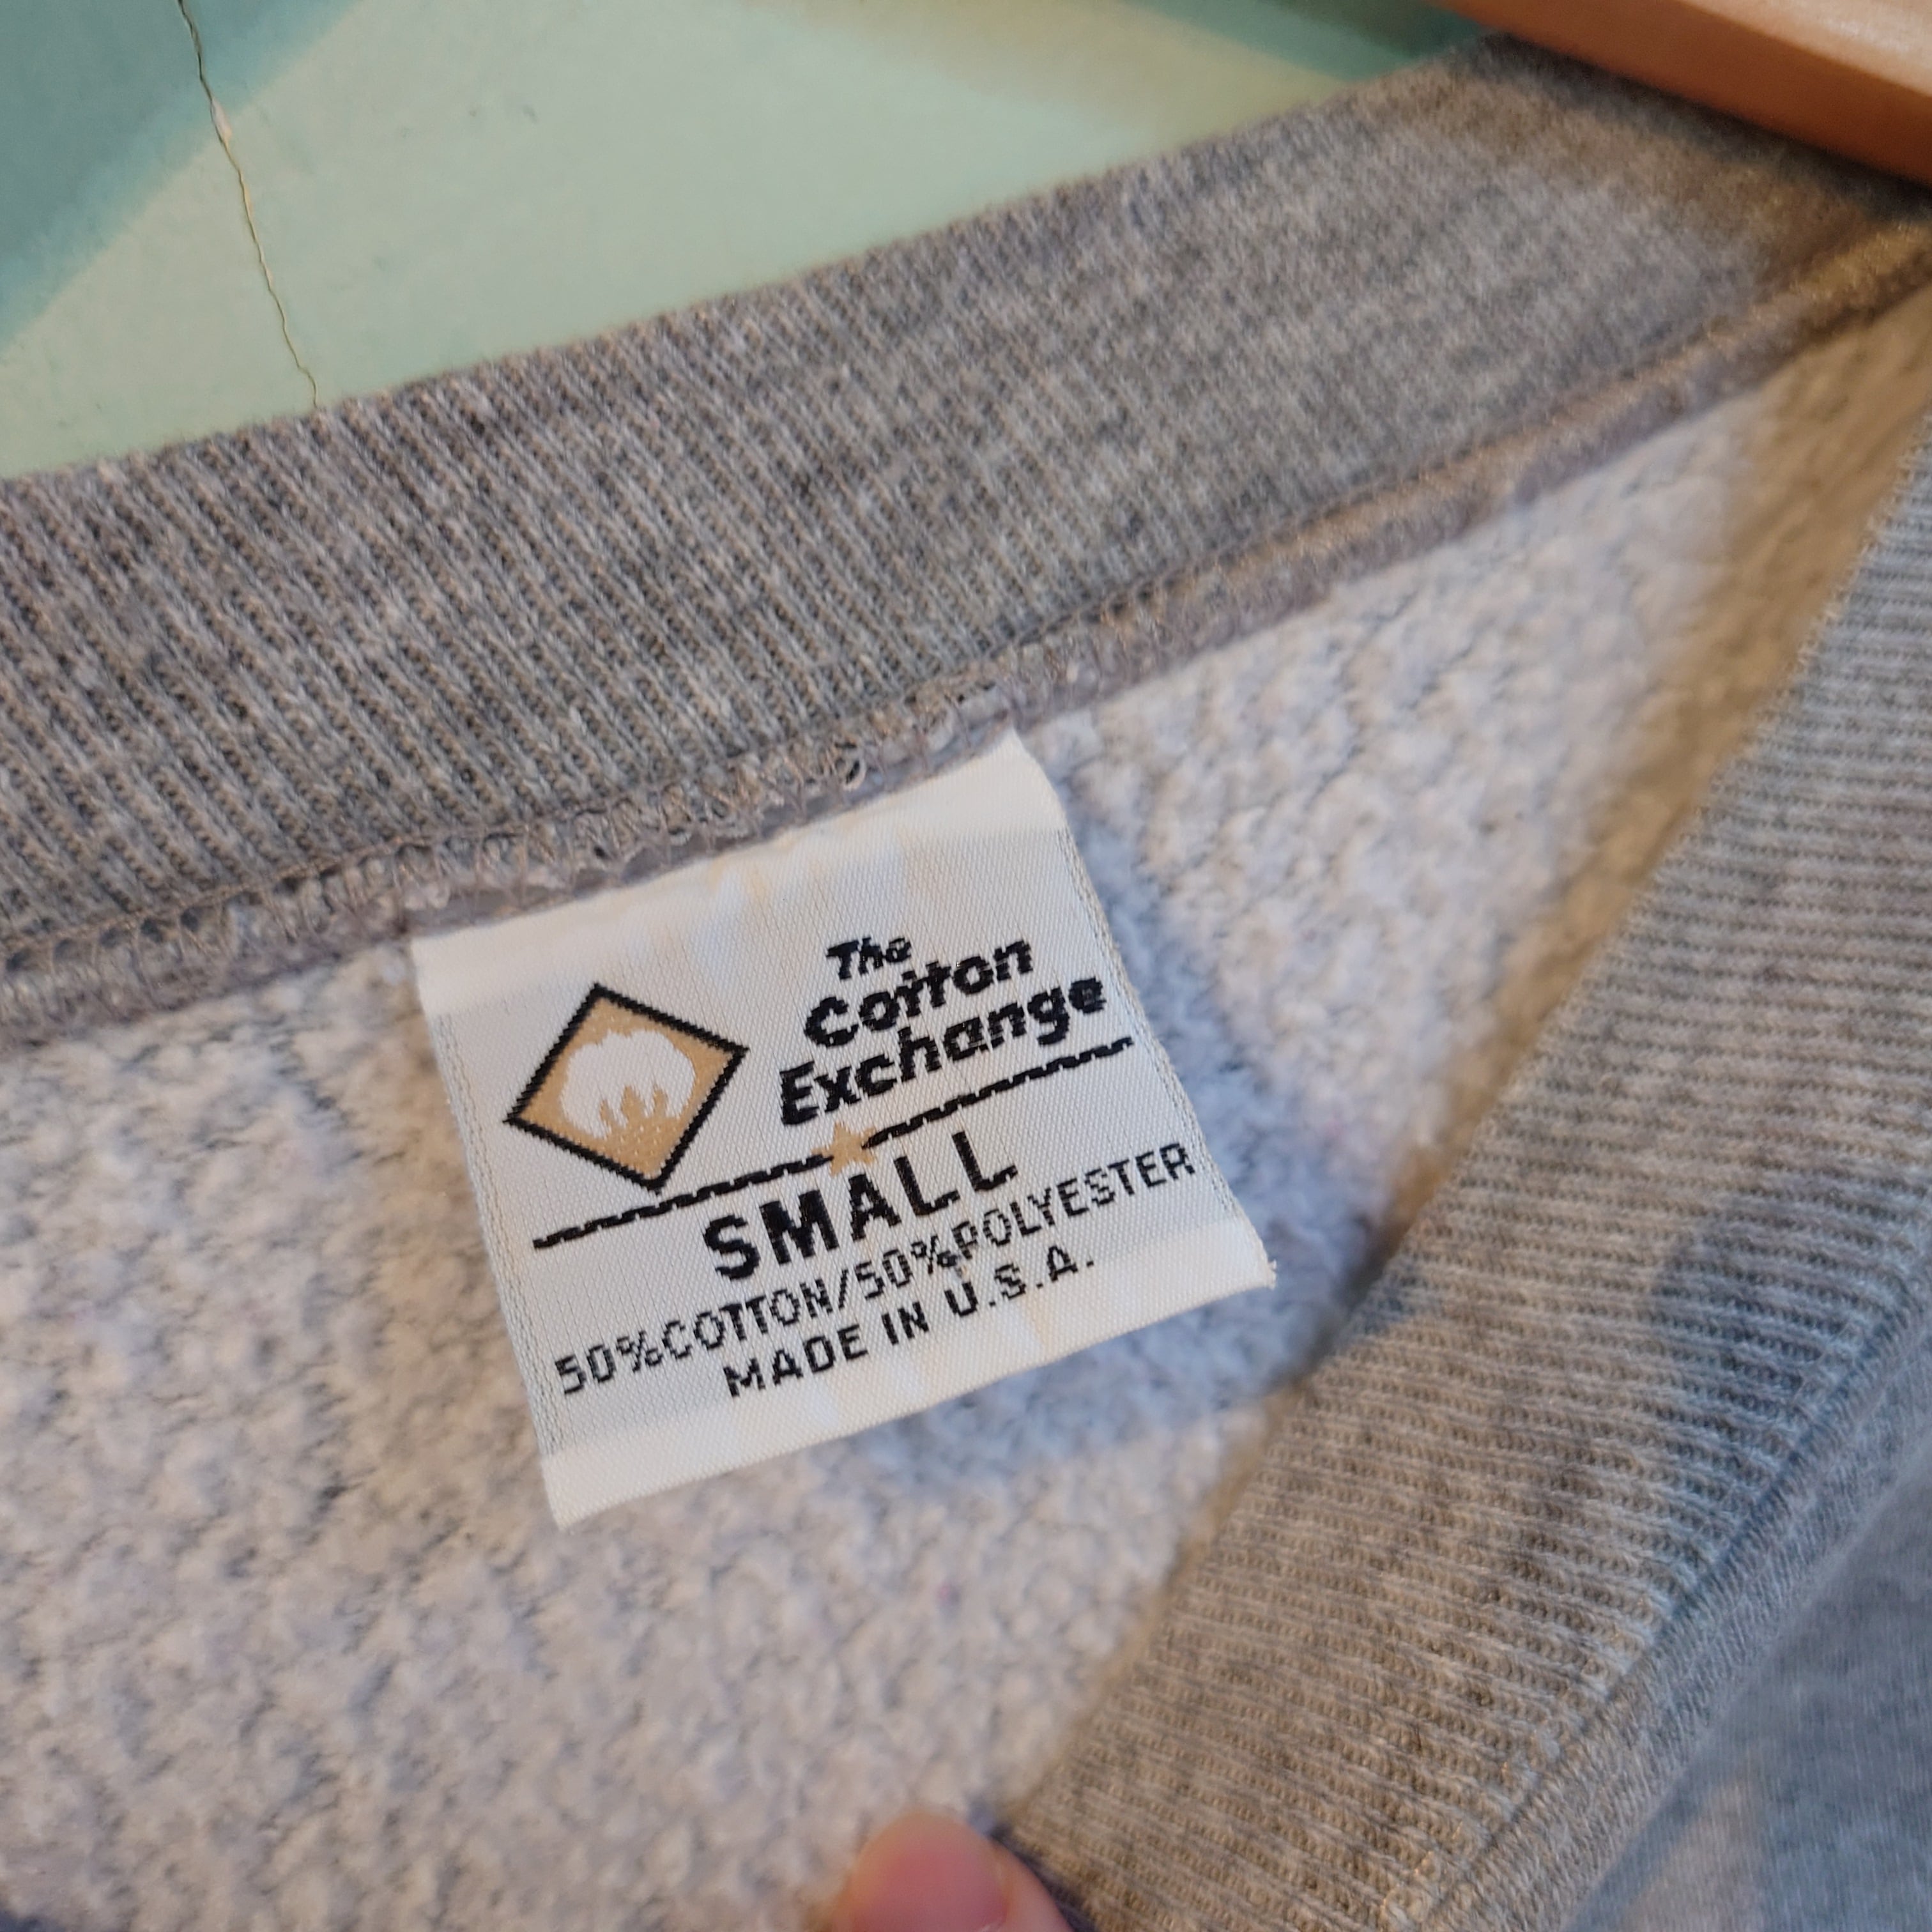 The
Cotton
Exchange
SMALL
50%COTTON/50%POLYESTER
MADE IN U.S.A.